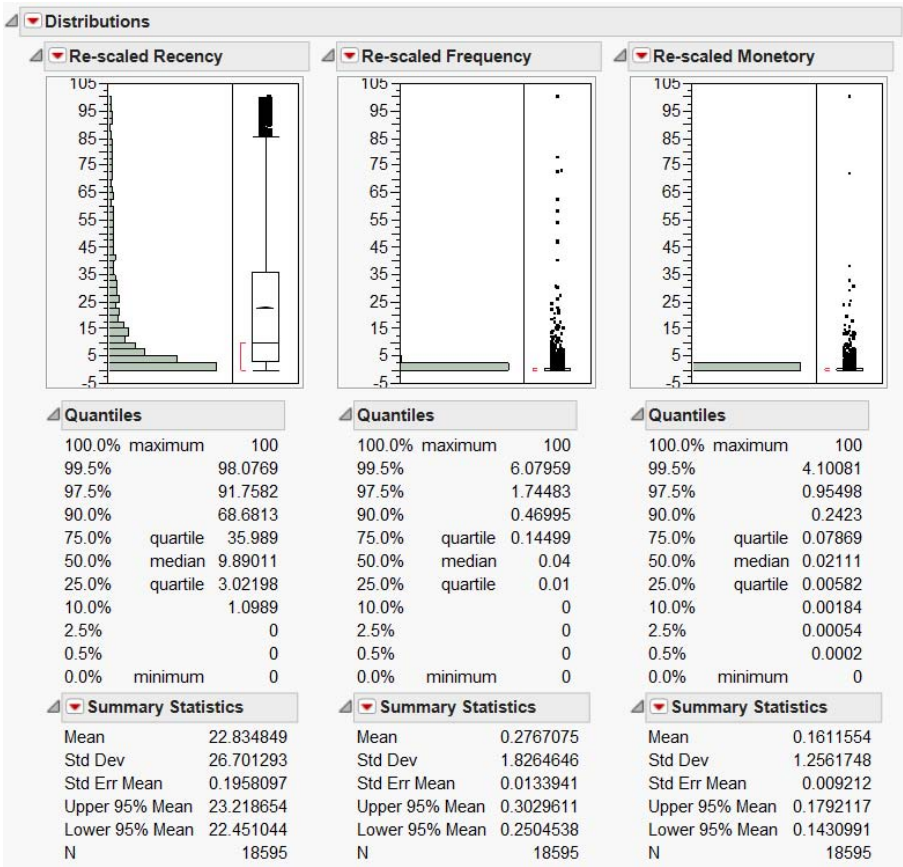 Distributions
Re-scaled Recency
105
95
85
75
65
55
45
35
25
15
5
-5
Quantiles
100.0% maximum 100
99.5% 98.0769
97.5% 91.7582
90.0% 68.6813
75.0% quartile 35.989
50.0% median 9.89011
25.0% quartile 3.02198
10.0% 1.0989
2.5% 0
0.5% 0
0.0% minimum 0
Summary Statistics
Mean 22.834849
Std Dev 26.701293
Std Err Mean 0.1958097
Upper 95% Mean 23.218654
Lower 95% Mean 22.451044
N 18595
Re-scaled Frequency
105
95
85
75
65
55
45
35
25
15
5
-5
Quantiles
100.0% maximum 100
99.5% 6.07959
97.5% 1.74483
90.0% 0.46995
75.0% quartile 0.14499
50.0% median 0.04
25.0% quartile 0.01
10.0% 0
2.5% 0
0.5% 0
0.0% minimum 0
Summary Statistics
Mean 0.2767075
Std Dev 1.8264646
Std Err Mean 0.0133941
Upper 95% Mean 0.3029611
Lower 95% Mean 0.2504538
N 18595
Re-scaled Monetory
105
95
85
75
65
55
45
35
25
15
5
-5
Quantiles
100.0% maximum 100
99.5% 4.10081
97.5% 0.95498
90.0% 0.2423
75.0% quartile 0.07869
50.0% median 0.02111
25.0% quartile 0.00582
10.0% 0.00184
2.5% 0.00054
0.5% 0.0002
0.0% minimum 0
Summary Statistics
Mean 0.1611554
Std Dev 1.2561748
Std Err Mean 0.009212
Upper 95% Mean 0.1792117
Lower 95% Mean 0.1430991
N 18595